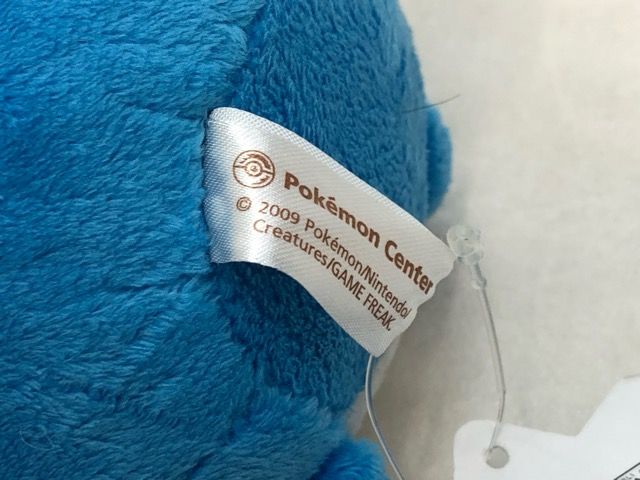 Pokémon Center
© 2009 Pokémon/Nintendo/
Creatures/GAME FREAK